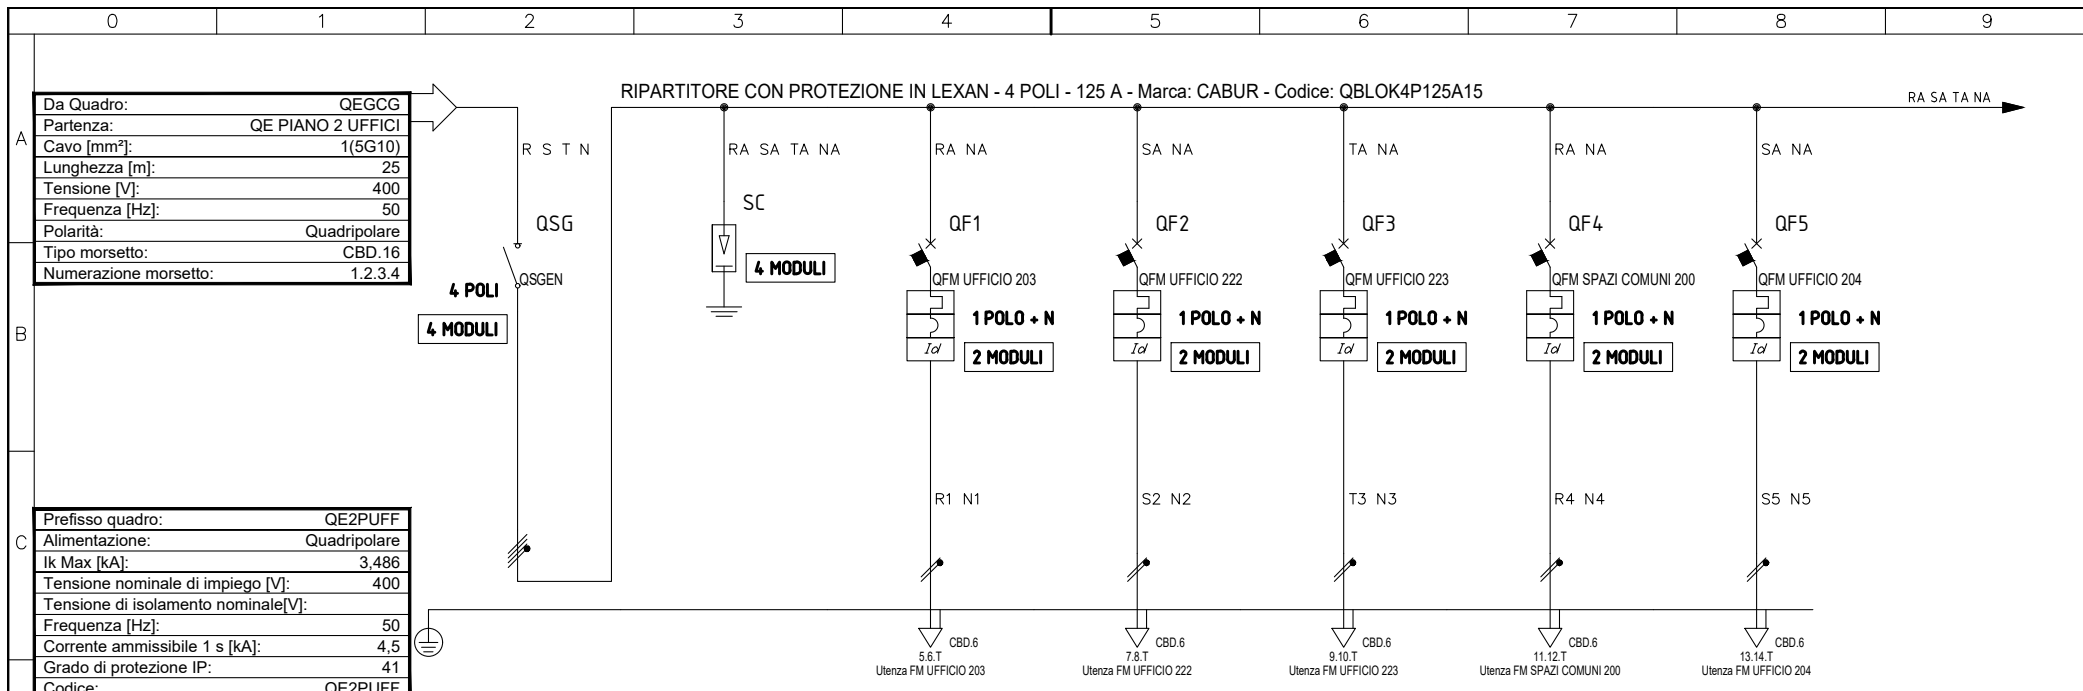 0 1 2 3 4 5 6 7 8 9
RIPARTITORE CON PROTEZIONE IN LEXAN - 4 POLI - 125 A - Marca: CABUR - Codice: QBLOK4P125A15
RA SA TA NA
A
Da Quadro: QEGCG
Partenza: QE PIANO 2 UFFICI
Cavo [mm²]: 1(5G10)
Lunghezza [m]: 25
Tensione [V]: 400
Frequenza [Hz]: 50
Polarità: Quadripolare
Tipo morsetto: CBD.16
Numerazione morsetto: 1.2.3.4
R S T N
RA SA TA NA
RA NA
SA NA
TA NA
RA NA
SA NA
QSG
QSGEN
4 POLI
4 MODULI
SC
4 MODULI
QF1
QFM UFFICIO 203
1 POLO + N
Id
2 MODULI
QF2
QFM UFFICIO 222
1 POLO + N
Id
2 MODULI
QF3
QFM UFFICIO 223
1 POLO + N
Id
2 MODULI
QF4
QFM SPAZI COMUNI 200
1 POLO + N
Id
2 MODULI
QF5
QFM UFFICIO 204
1 POLO + N
Id
2 MODULI
B
R1 N1
S2 N2
T3 N3
R4 N4
S5 N5
C
Prefisso quadro: QE2PUFF
Alimentazione: Quadripolare
Ik Max [kA]: 3,486
Tensione nominale di impiego [V]: 400
Tensione di isolamento nominale[V]:
Frequenza [Hz]: 50
Corrente ammissibile 1 s [kA]: 4,5
Grado di protezione IP: 41
Codice: QE2PUFF
CBD.6
5.6.T
Utenza FM UFFICIO 203
CBD.6
7.8.T
Utenza FM UFFICIO 222
CBD.6
9.10.T
Utenza FM UFFICIO 223
CBD.6
11.12.T
Utenza FM SPAZI COMUNI 200
CBD.6
13.14.T
Utenza FM UFFICIO 204